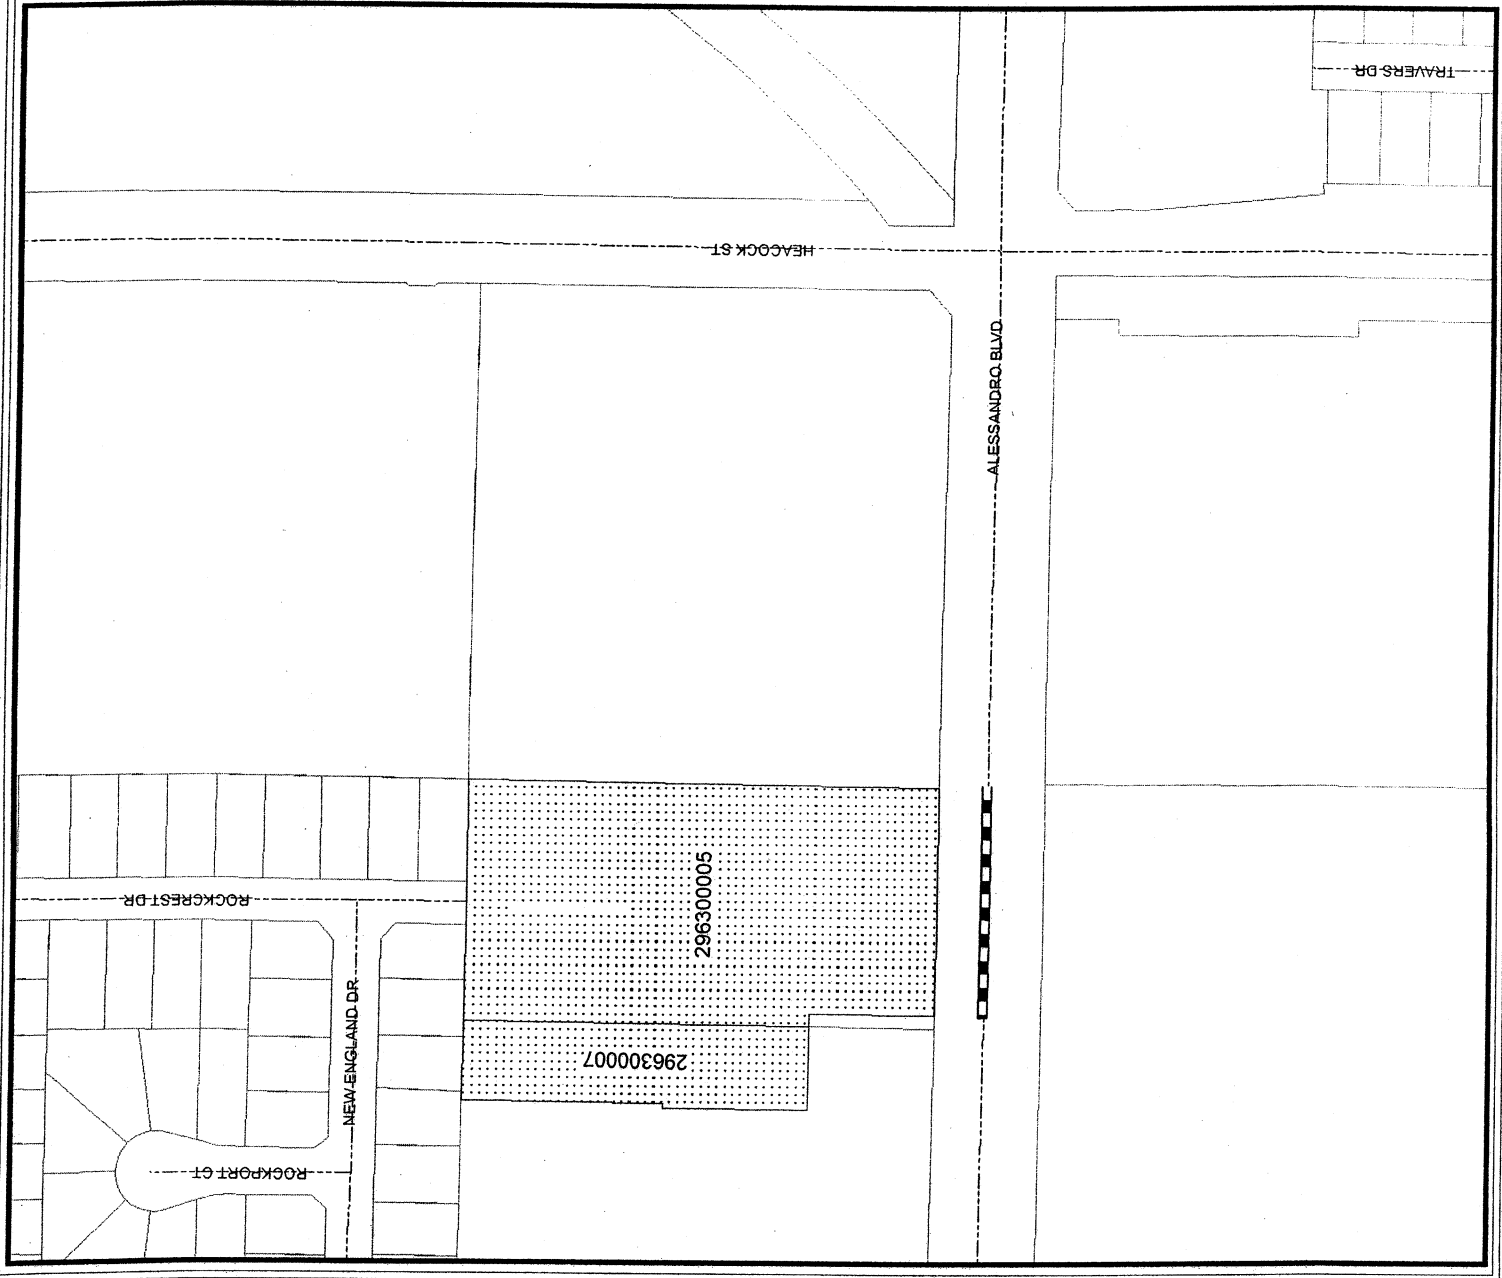 TRAVERS DR
HEACOCK ST
ALESSANDRO BLVD
296300005
ROCKCREST DR
NEW ENGLAND DR
296300007
ROCKPORT CT